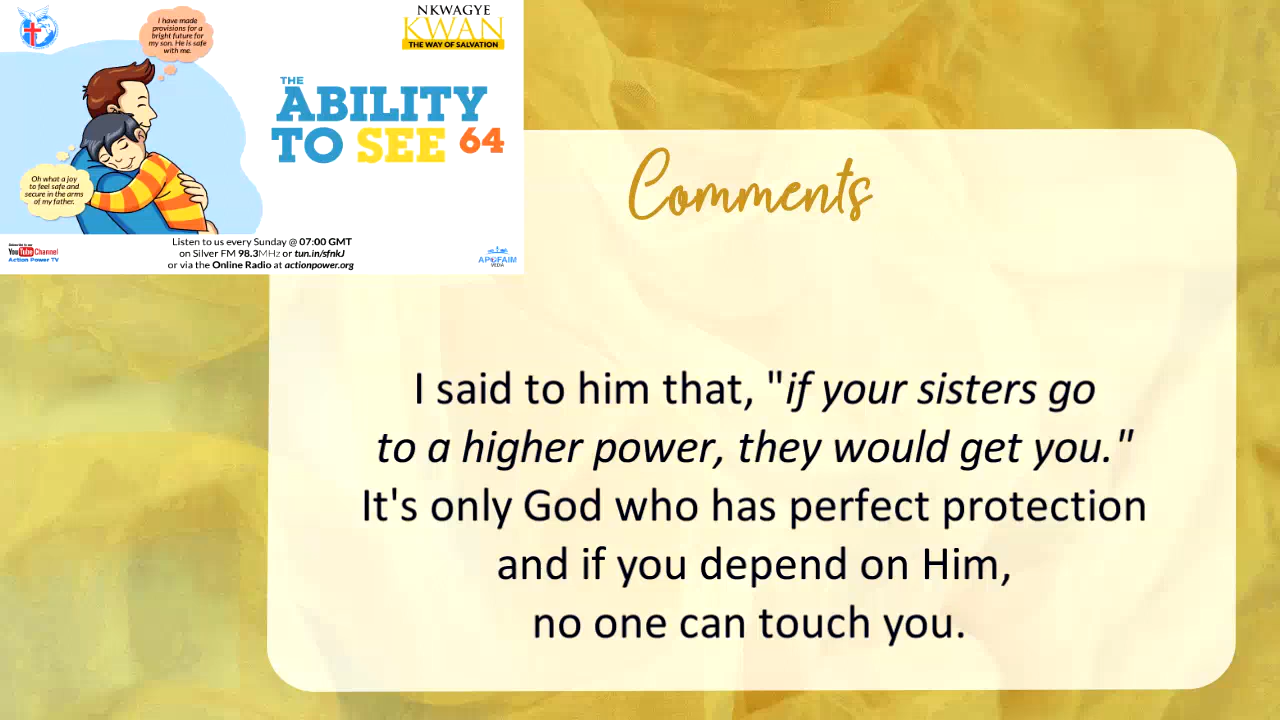 I have made
provisions for a
bright future for
my son. He is safe
with me.
NKWAGYE
KWAN
THE WAY OF SALVATION
THE
ABILITY
TO SEE 64
Oh what a joy
to feel safe and
secure in the arms
of my father.
Listen to us every Sunday @ 07:00 GMT
on Silver FM 98.3MHz or tun.in/sfnkJ
or via the Online Radio at actionpower.org
YouTube Channel
Action Power TV
APOFAIM
MEDIA
Comments
I said to him that, "if your sisters go
to a higher power, they would get you."
It's only God who has perfect protection
and if you depend on Him,
no one can touch you.